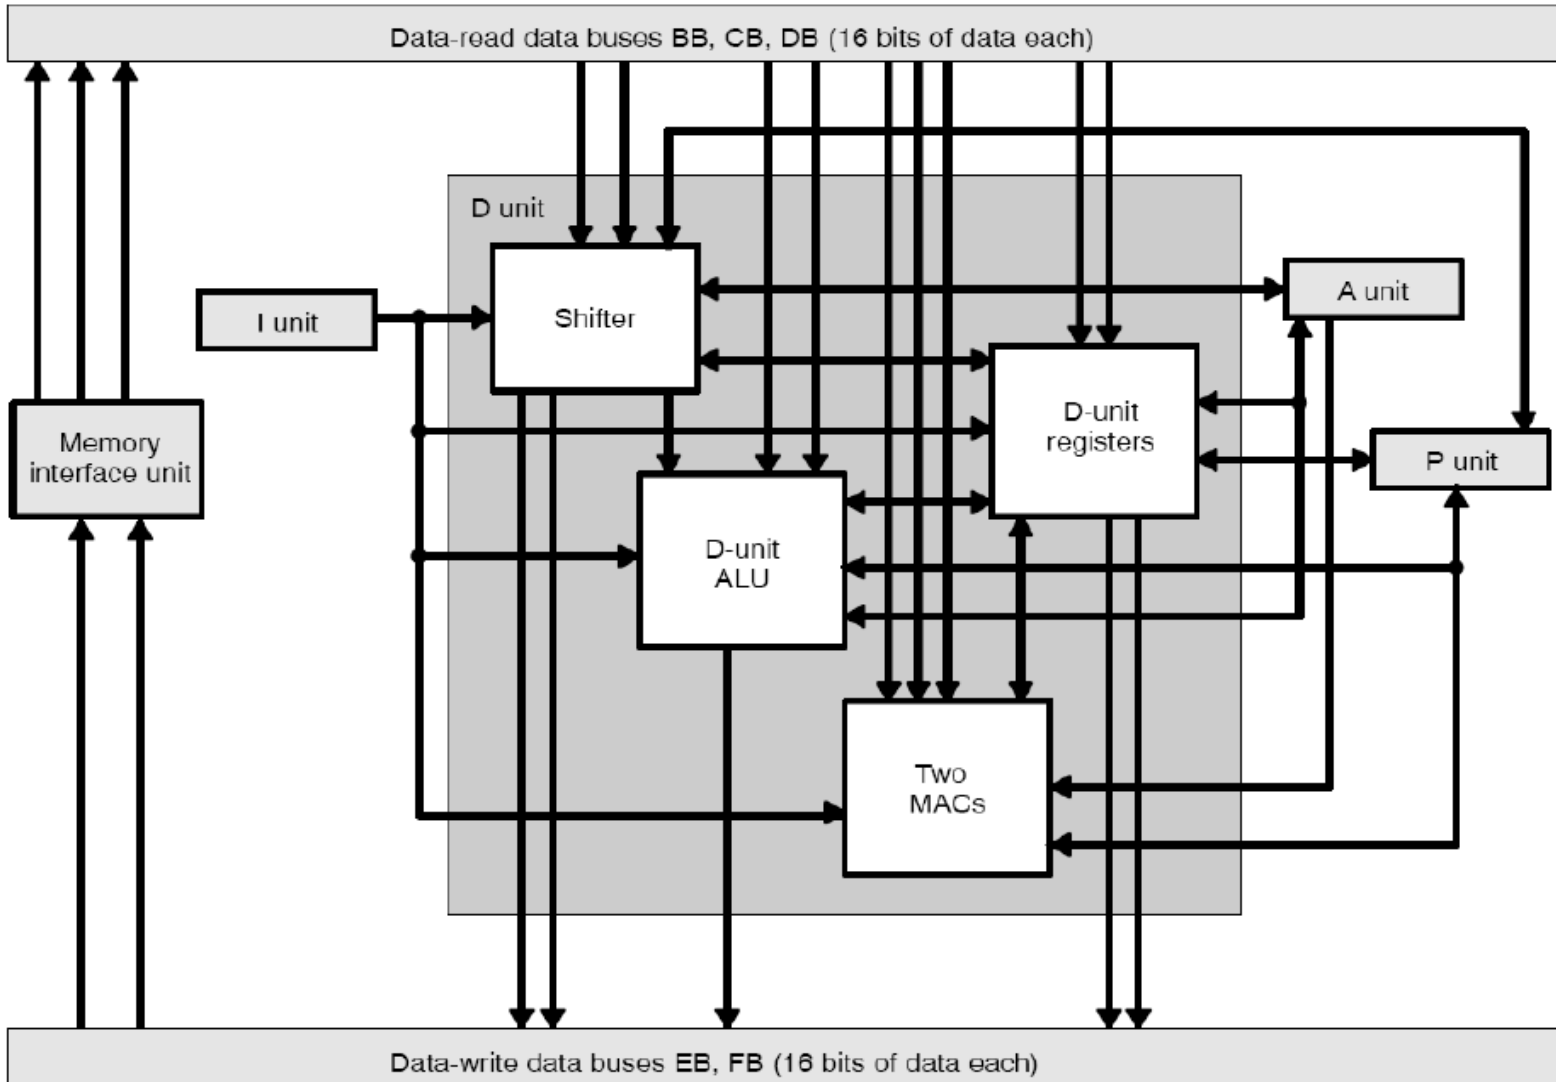 Data-read data buses BB, CB, DB (16 bits of data each)
D unit
I unit
Shifter
A unit
Memory
interface unit
D-unit
registers
P unit
D-unit
ALU
Two
MACs
Data-write data buses EB, FB (16 bits of data each)